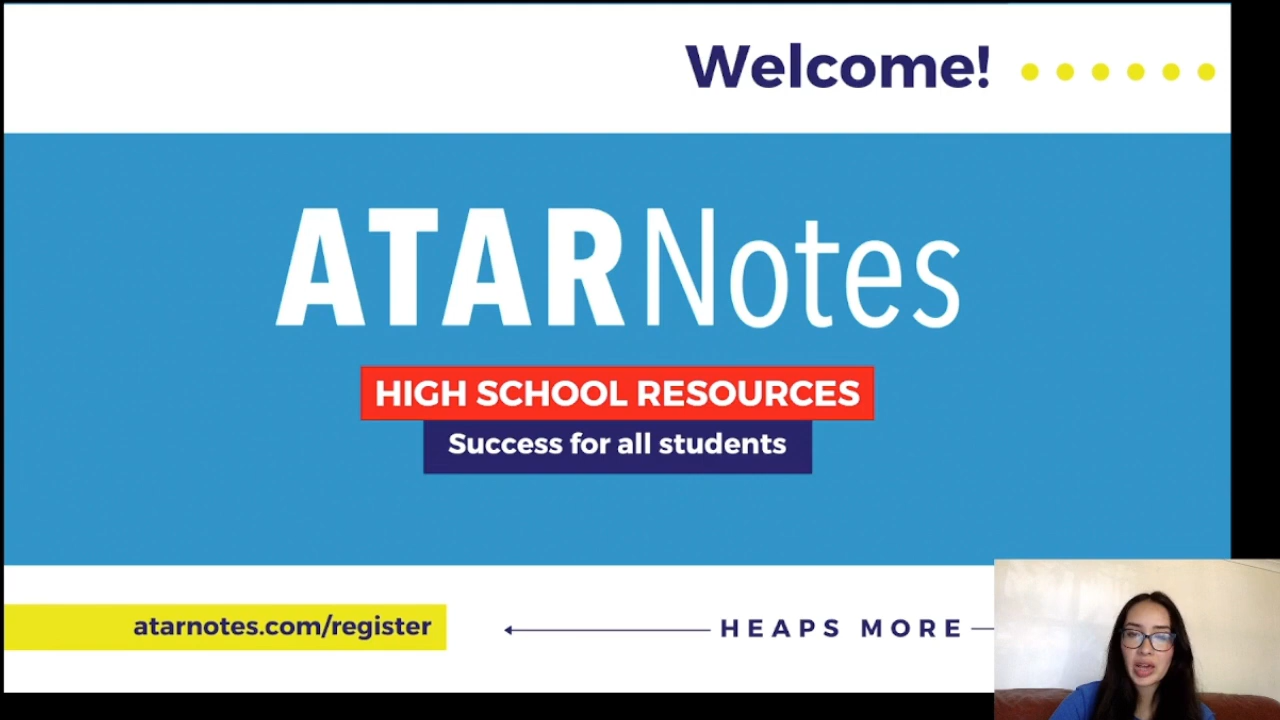 Welcome!
ATARNotes
HIGH SCHOOL RESOURCES
Success for all students
atarnotes.com/register
HEAPS MORE